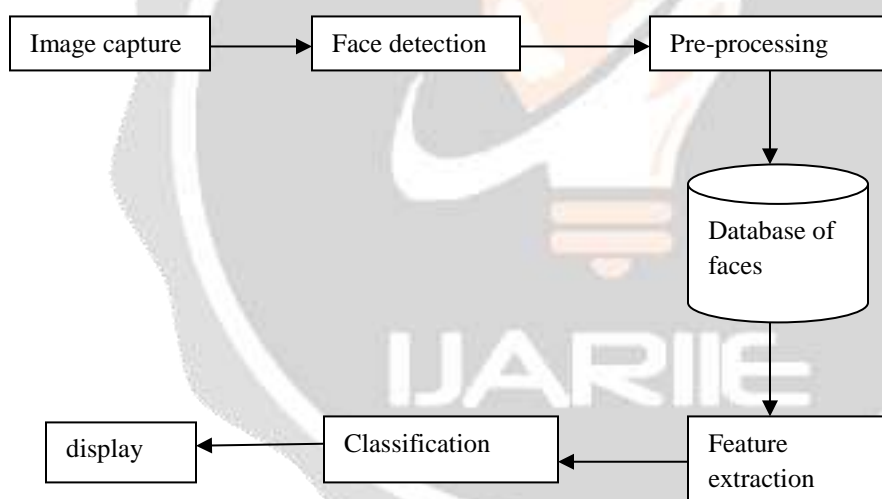 Image capture
Face detection
Pre-processing
Database of
faces
IJARIIE
Feature
extraction
Classification
display